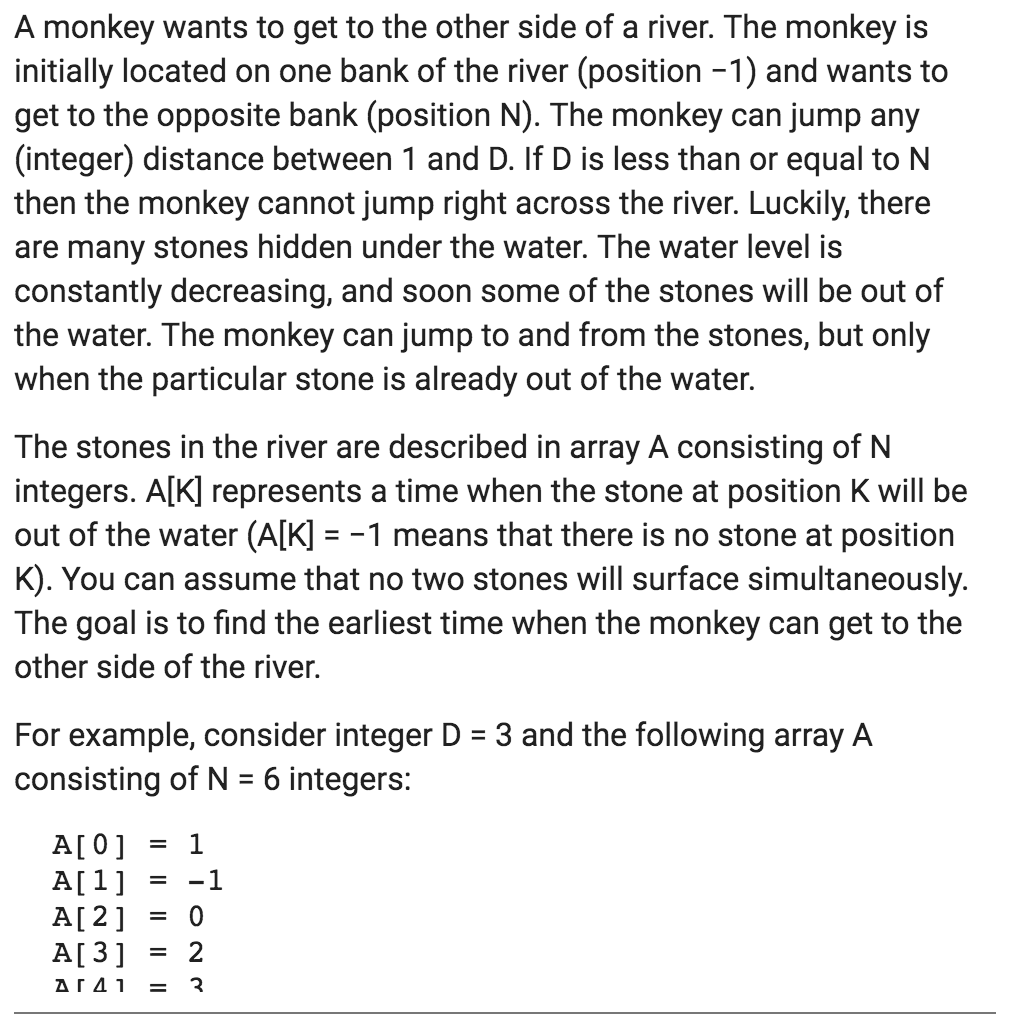 A monkey wants to get to the other side of a river. The monkey is
initially located on one bank of the river (position −1) and wants to
get to the opposite bank (position N). The monkey can jump any
(integer) distance between 1 and D. If D is less than or equal to N
then the monkey cannot jump right across the river. Luckily, there
are many stones hidden under the water. The water level is
constantly decreasing, and soon some of the stones will be out of
the water. The monkey can jump to and from the stones, but only
when the particular stone is already out of the water.
The stones in the river are described in array A consisting of N
integers. A[K] represents a time when the stone at position K will be
out of the water (A[K] = −1 means that there is no stone at position
K). You can assume that no two stones will surface simultaneously.
The goal is to find the earliest time when the monkey can get to the
other side of the river.
For example, consider integer D = 3 and the following array A
consisting of N = 6 integers:
A[0] = 1
A[1] = −1
A[2] = 0
A[3] = 2
A[4] = 3